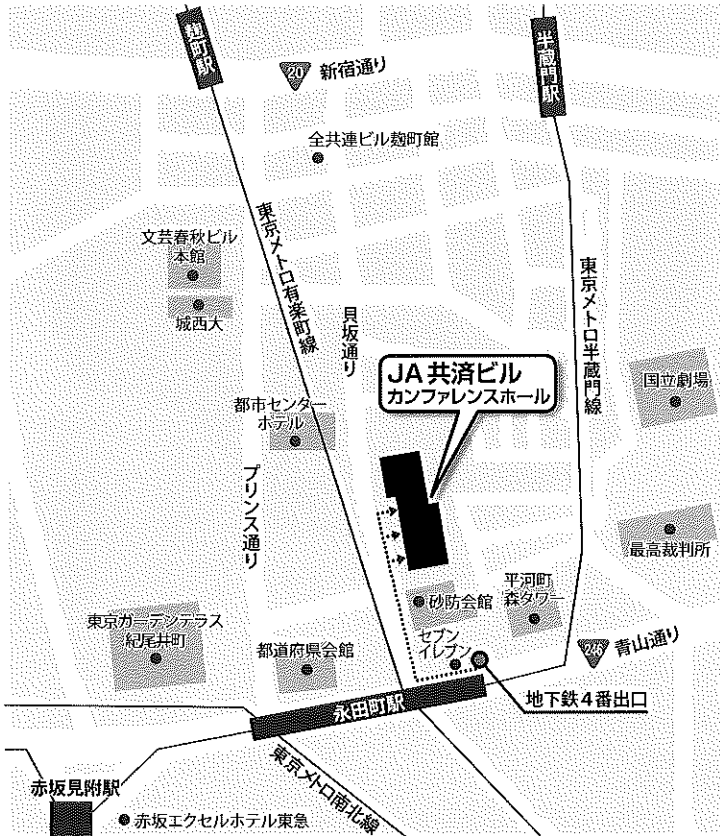 麹町駅
半蔵門駅
20 新宿通り
全共連ビル麹町館
東京メトロ有楽町線
文芸春秋ビル
本館
城西大
貝坂通り
東京メトロ半蔵門線
JA共済ビル
カンファレンスホール
国立劇場
都市センター
ホテル
プリンス通り
最高裁判所
平河町
森タワー
砂防会館
東京ガーデンテラス
紀尾井町
都道府県会館
セブン
イレブン
246 青山通り
地下鉄4番出口
永田町駅
東京メトロ南北線
赤坂見附駅
赤坂エクセルホテル東急